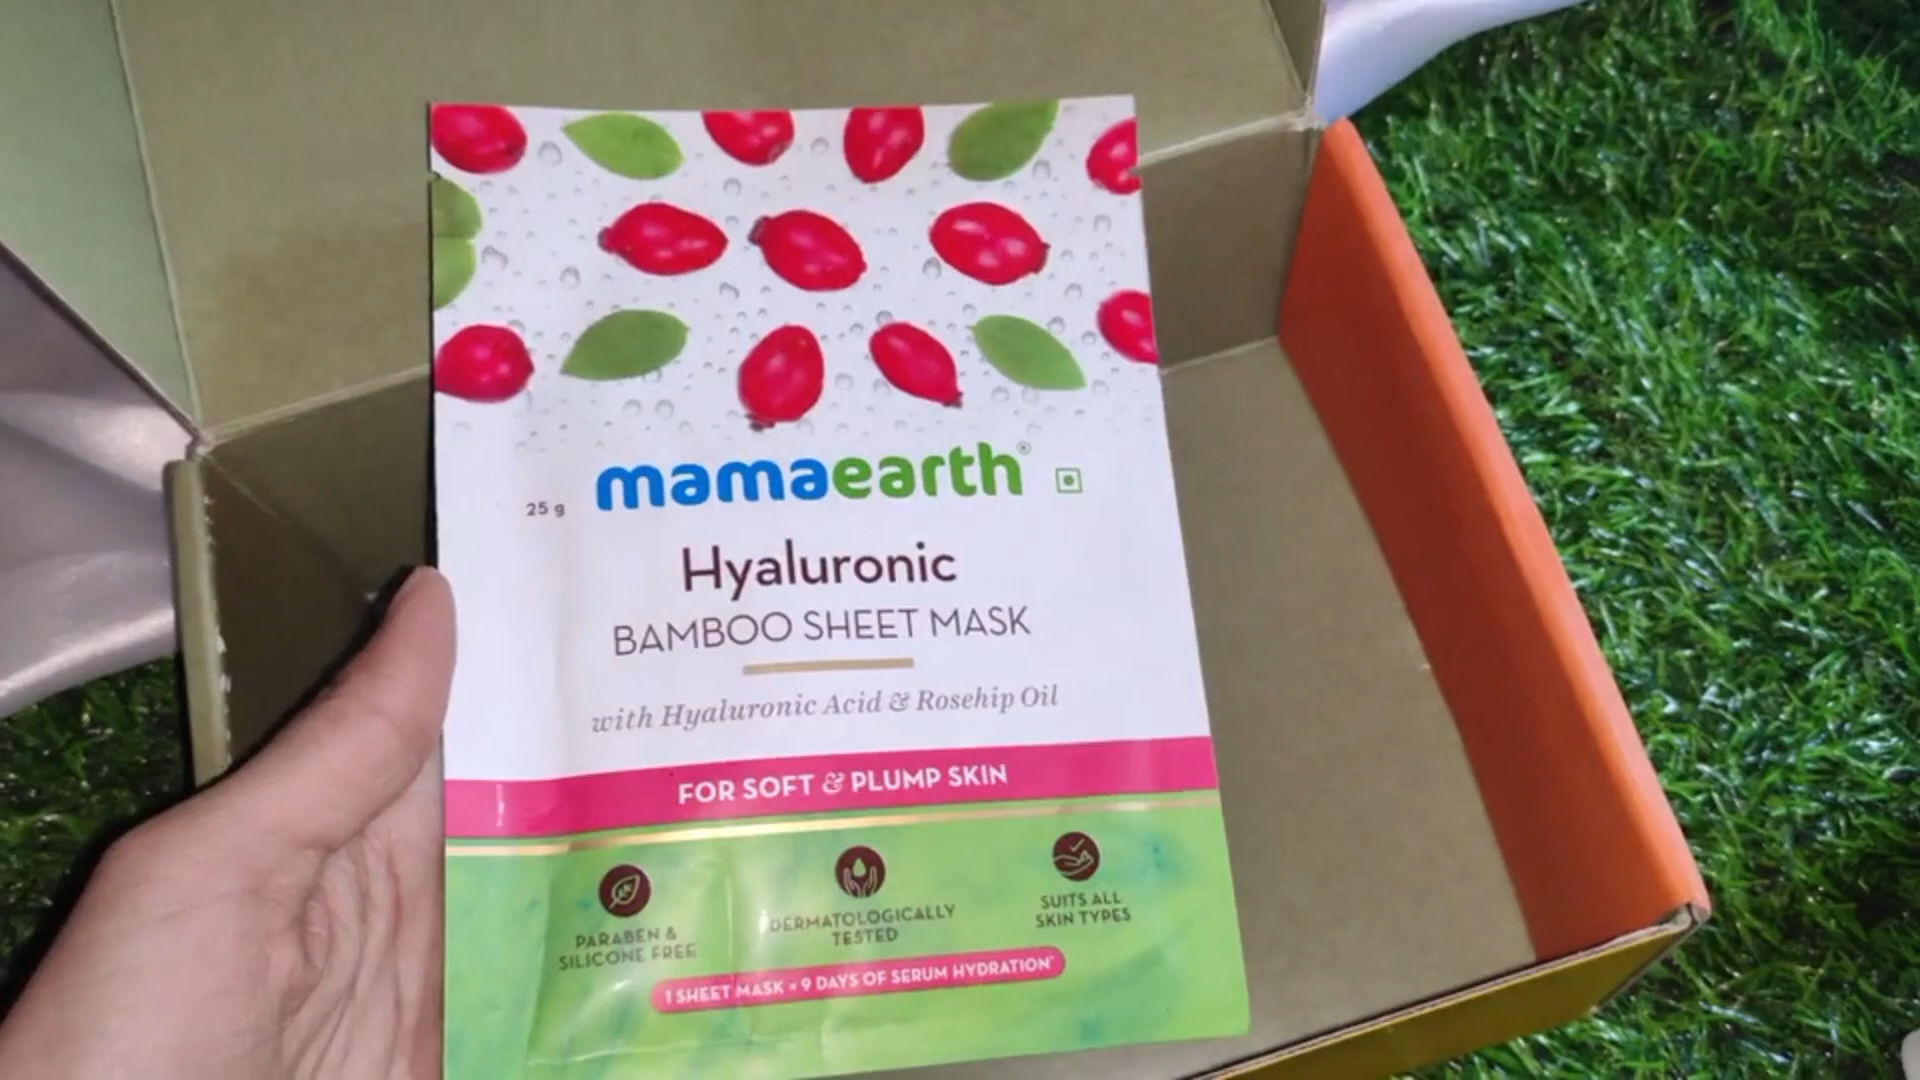 mamaearth®
25 g
Hyaluronic
BAMBOO SHEET MASK
with Hyaluronic Acid & Rosehip Oil
FOR SOFT & PLUMP SKIN
PARABEN &
SILICONE FREE
DERMATOLOGICALLY
TESTED
SUITS ALL
SKIN TYPES
1 SHEET MASK = 9 DAYS OF SERUM HYDRATION*